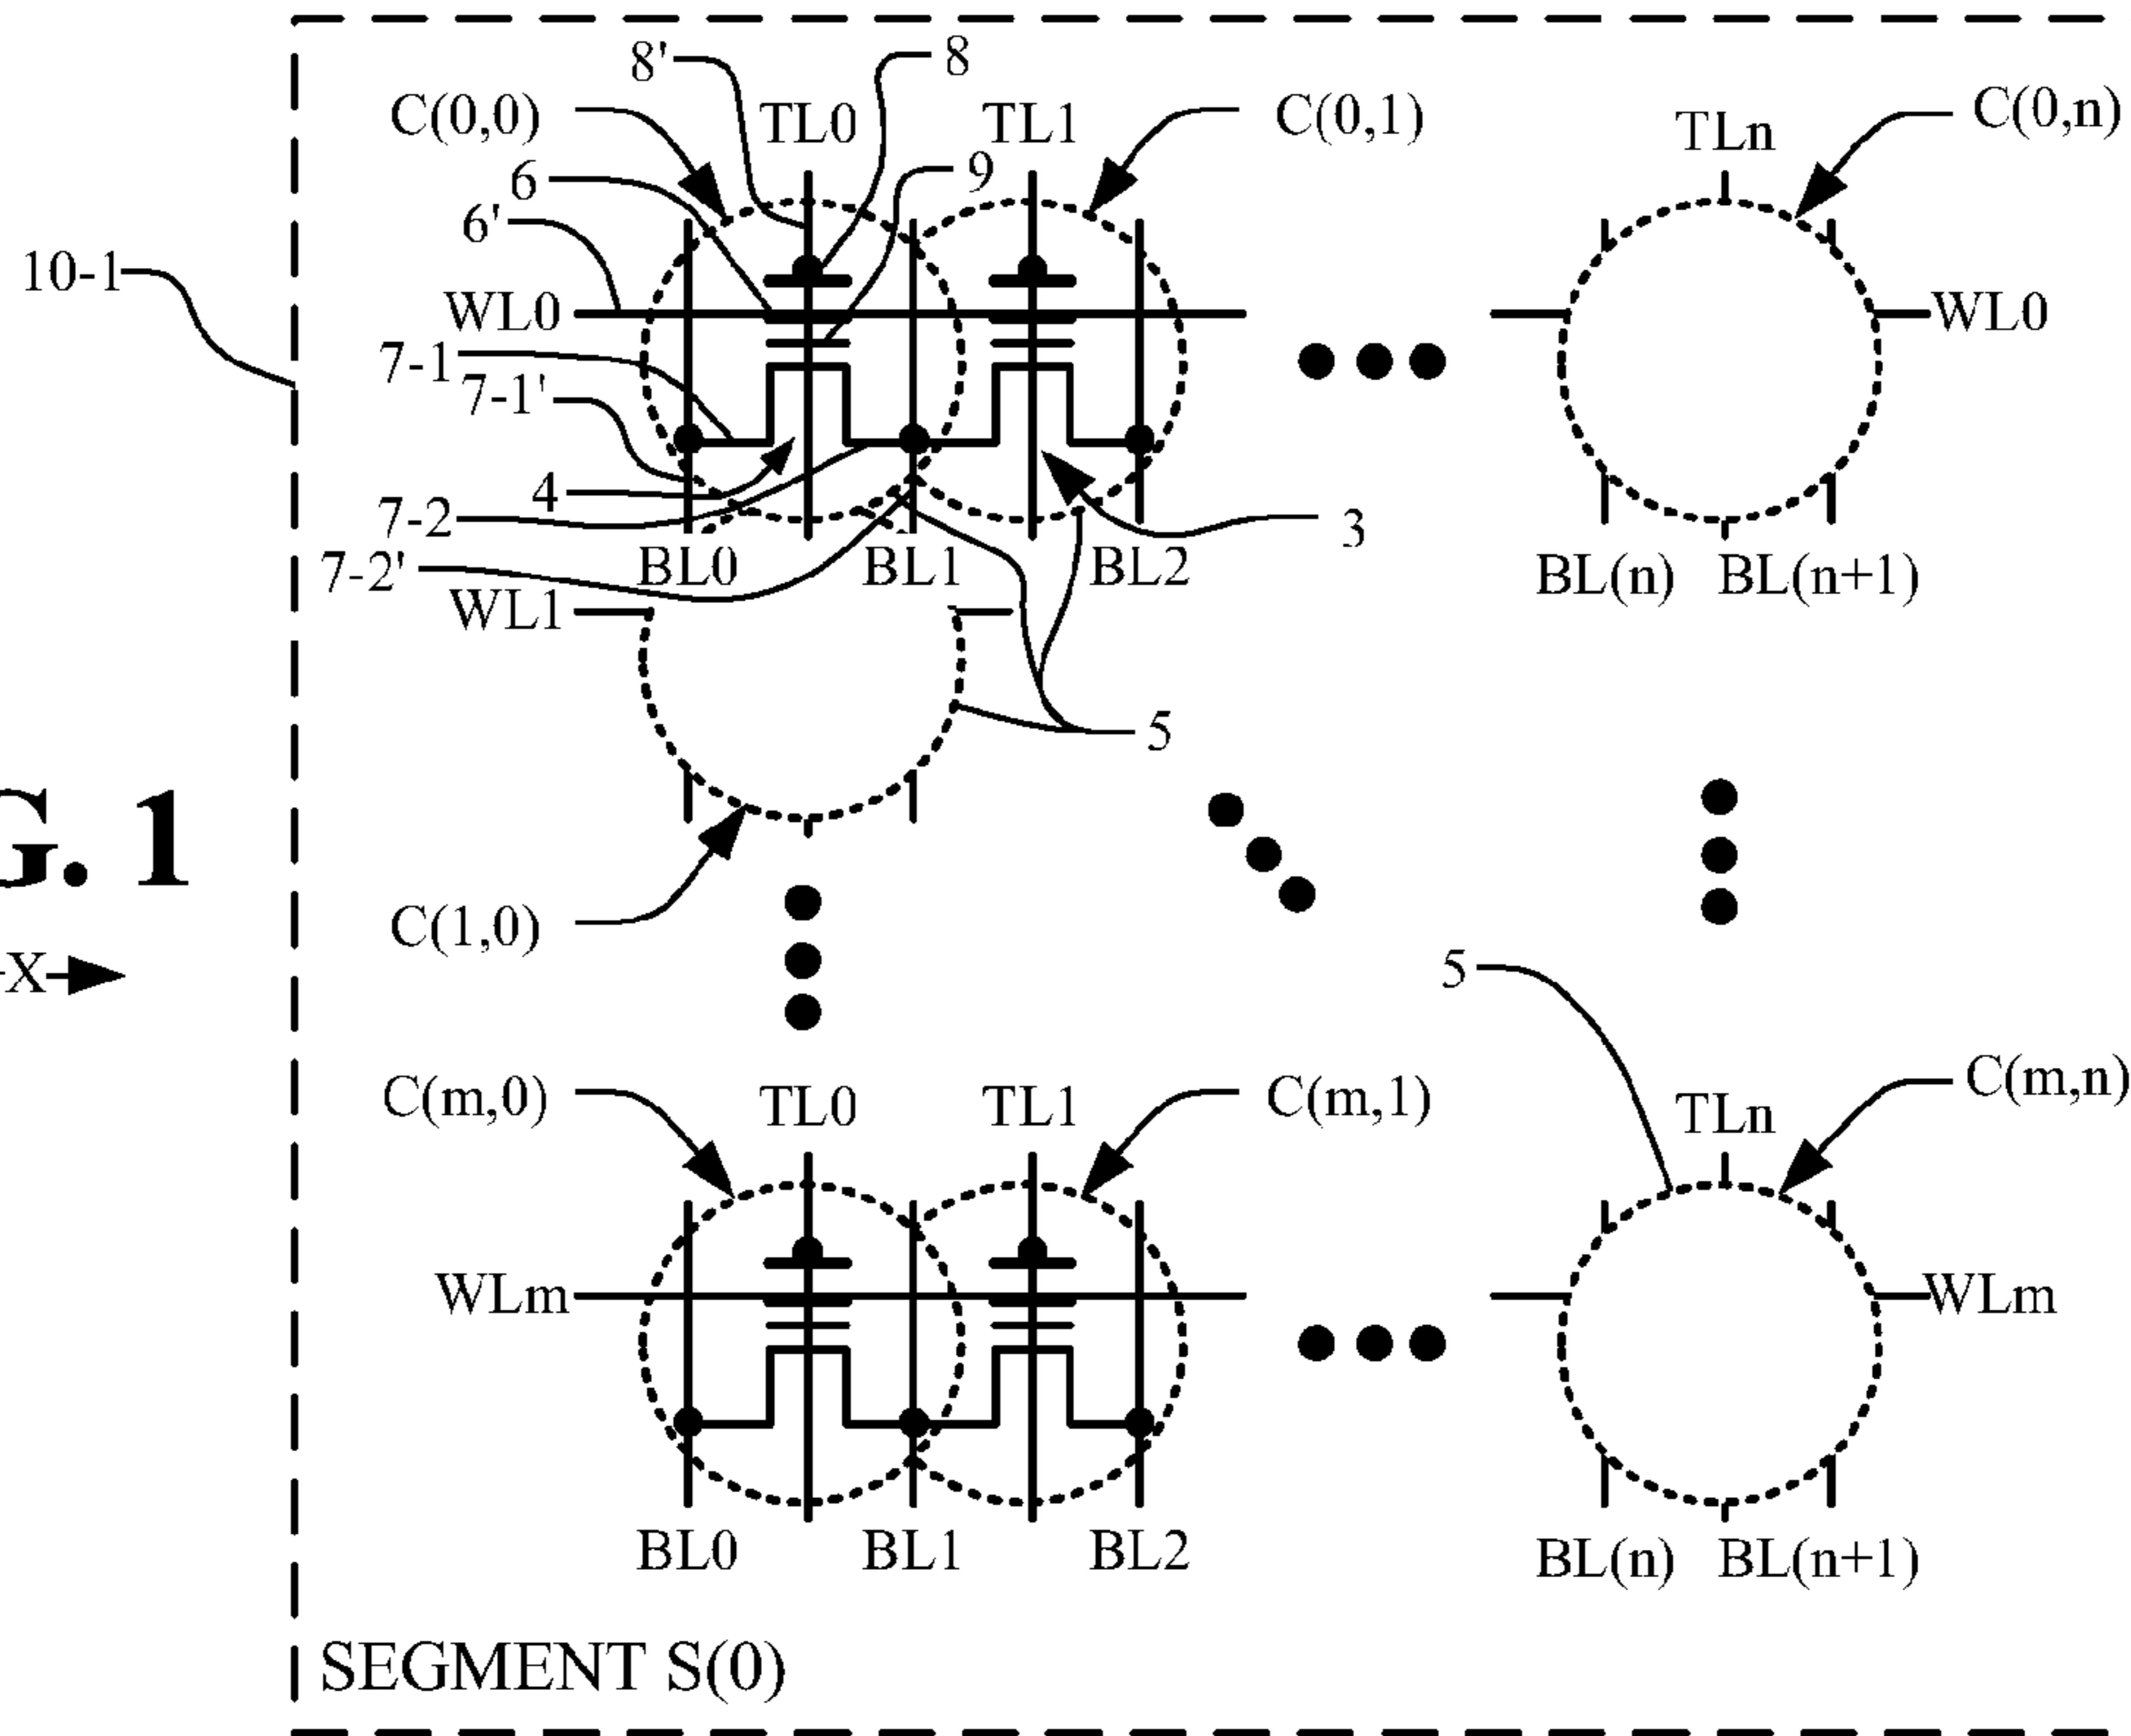 8'
8
C(0,0)
TL0
TL1
C(0,1)
TLn
C(0,n)
6
9
6'
10-1
WL0
WL0
7-1
7-1'
4
7-2
3
7-2'
BL0
BL1
BL2
BL(n)
BL(n+1)
WL1
5
G. 1
C(1,0)
X
5
C(m,0)
TL0
TL1
C(m,1)
TLn
C(m,n)
WLm
WLm
BL0
BL1
BL2
BL(n)
BL(n+1)
SEGMENT S(0)